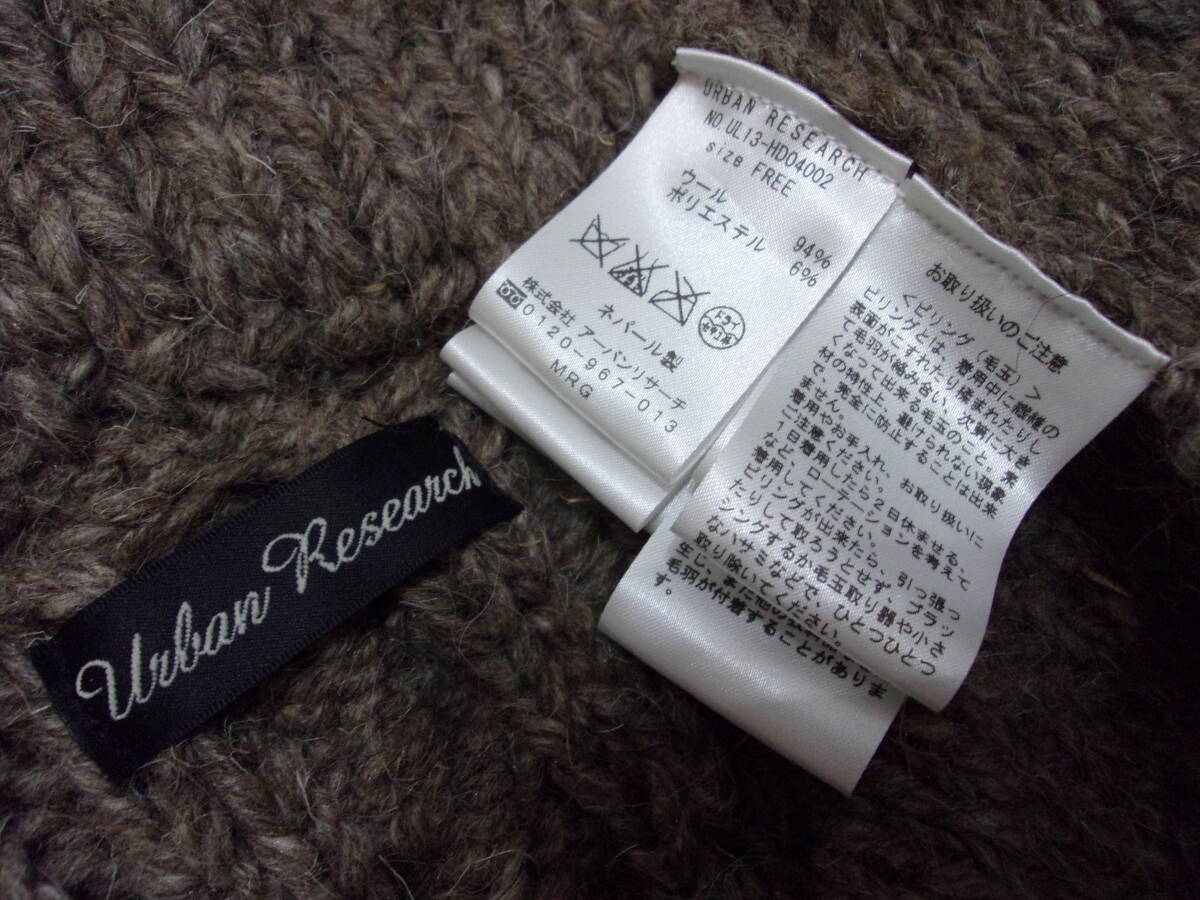 URBAN RESEARCH
NO.UL13-HD04002
size FREE
ウール 94%
ポリエステル 6%
ドライ
セキユ系
ネパール製
株式会社 アーバンリサーチ
0120-967-013
MRG
お取り扱いのご注意
＜ピリング（毛玉）＞
ピリングとは、着用中に繊維の
表面がこすれたり揉まれたりし
て毛羽が絡み合い、次第に大き
くなって出来る毛玉のこと。素
材の特性上、避けられない現象
で、完全に防止することは出来
ません。
着用やお手入れ、お取り扱いに
ご注意ください。
1日着用したら2日休ませる、
など、ローテーションを考えて
着用してください。
ピリングが出来たら、引っ張っ
たりして取ろうとせず、ブラッ
シングするか毛玉取り器や小さ
なハサミなどで、ひとつひとつ
取り除いてください。
毛羽が付着することがありま
す。
Urban Research